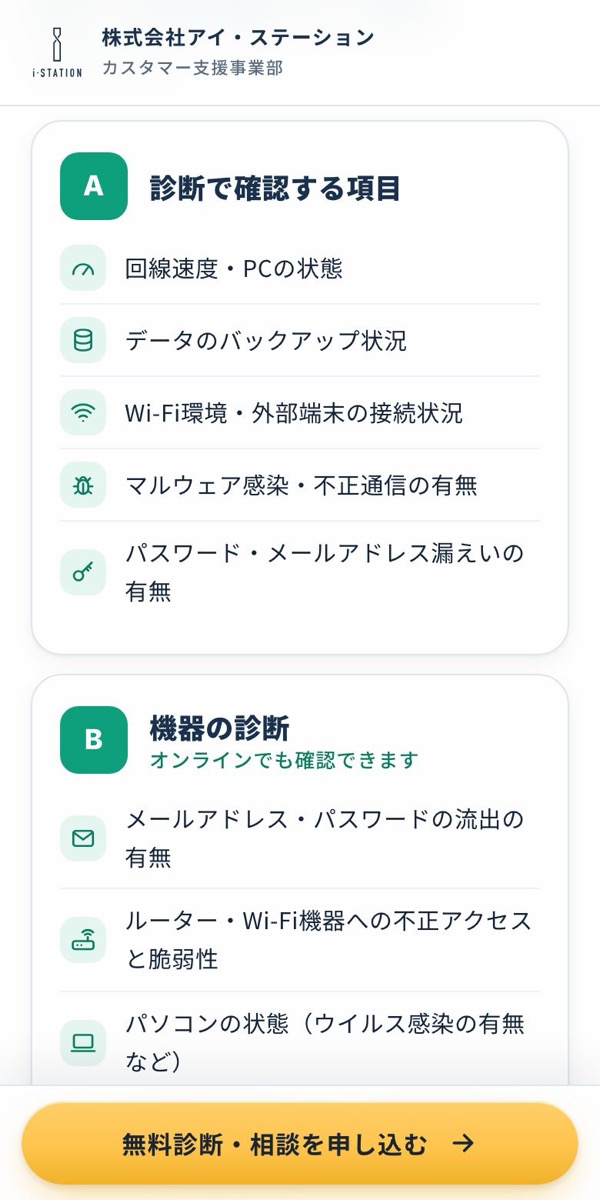 株式会社アイ・ステーション
i·STATION
カスタマー支援事業部
A
診断で確認する項目
回線速度・PCの状態
データのバックアップ状況
Wi-Fi環境・外部端末の接続状況
マルウェア感染・不正通信の有無
パスワード・メールアドレス漏えいの
有無
B
機器の診断
オンラインでも確認できます
メールアドレス・パスワードの流出の
有無
ルーター・Wi-Fi機器への不正アクセス
と脆弱性
パソコンの状態（ウイルス感染の有無
など）
無料診断・相談を申し込む →